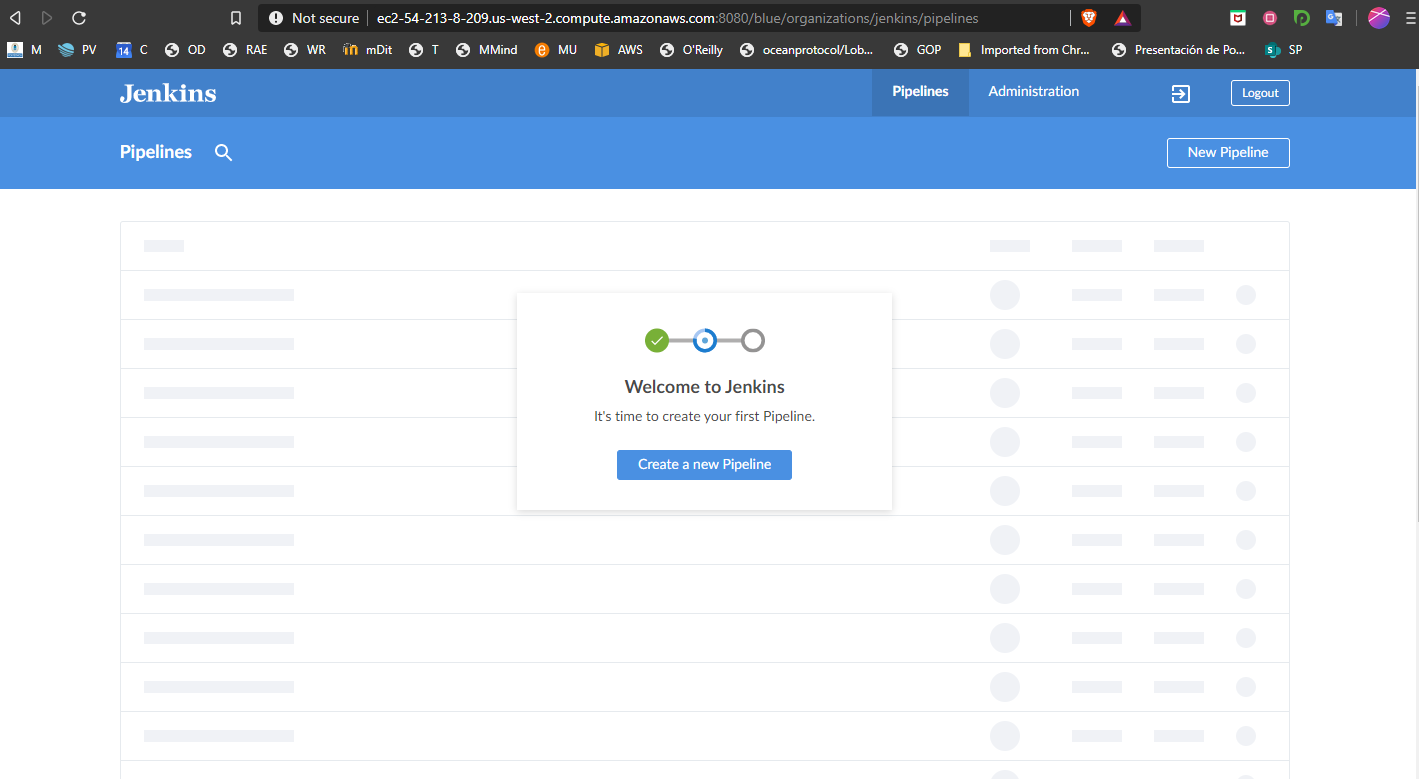 Not secure ec2-54-213-8-209.us-west-2.compute.amazonaws.com:8080/blue/organizations/jenkins/pipelines
M PV 14 C OD RAE WR mDit T MMind MU AWS O'Reilly oceanprotocol/Lob... GOP Imported from Chr... Presentación de Po... S SP
Jenkins Pipelines Administration Logout
Pipelines New Pipeline
Welcome to Jenkins
It's time to create your first Pipeline.
Create a new Pipeline